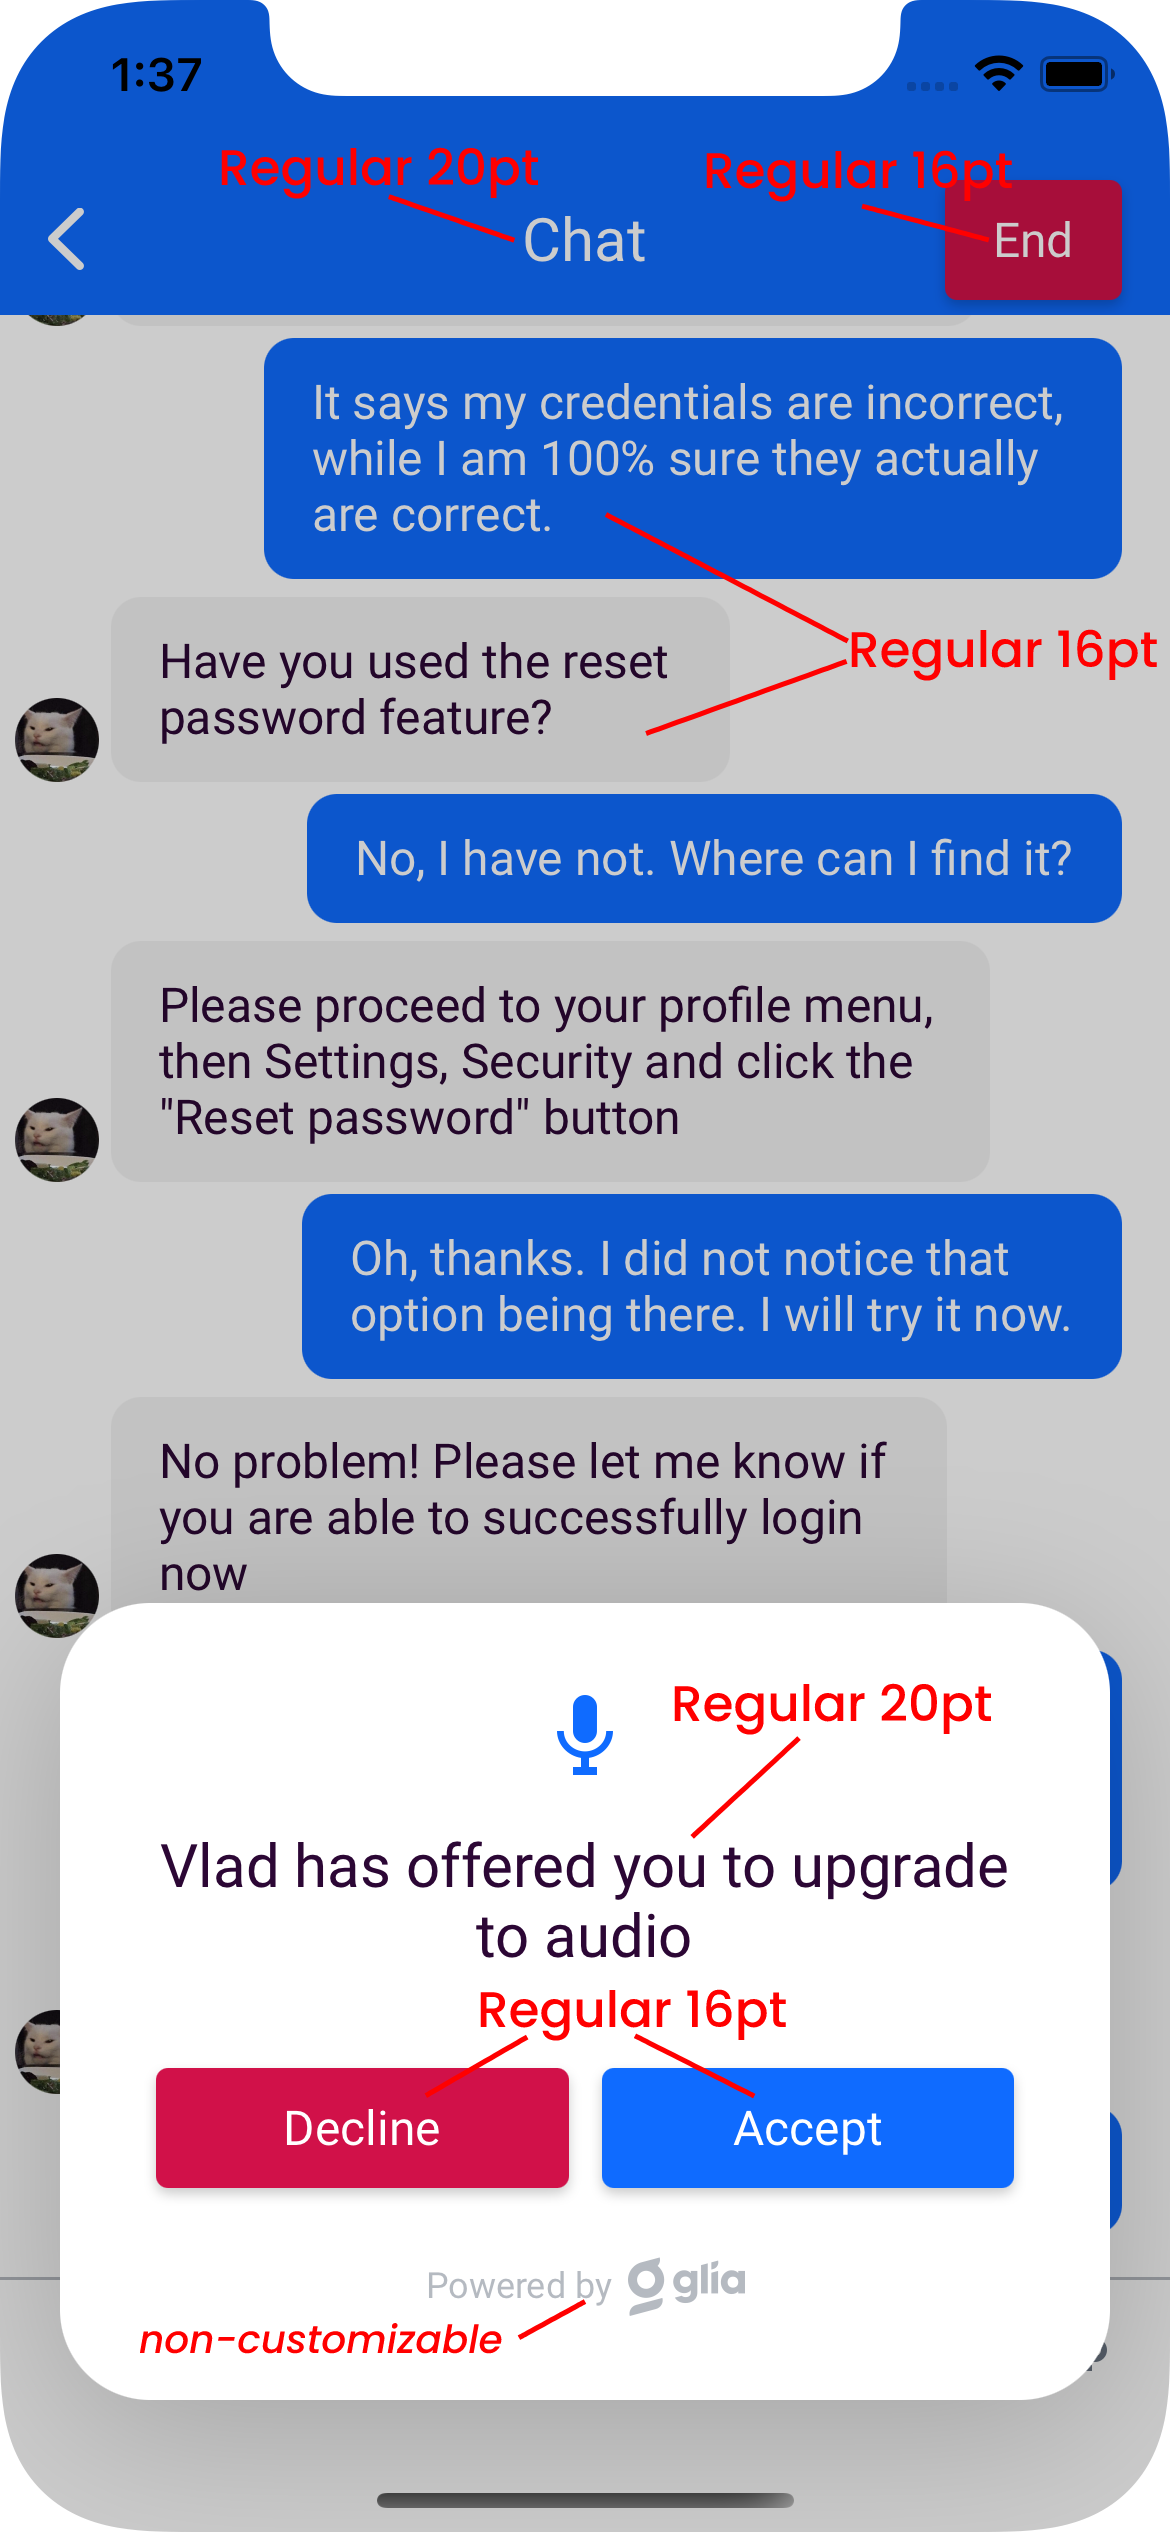 1:37
Regular 20pt
Regular 16pt
Chat
End
It says my credentials are incorrect,
while I am 100% sure they actually
are correct.
Regular 16pt
Have you used the reset
password feature?
No, I have not. Where can I find it?
Please proceed to your profile menu,
then Settings, Security and click the
"Reset password" button
Oh, thanks. I did not notice that
option being there. I will try it now.
No problem! Please let me know if
you are able to successfully login
now
Regular 20pt
Vlad has offered you to upgrade
to audio
Regular 16pt
Decline
Accept
Powered by glia
non-customizable